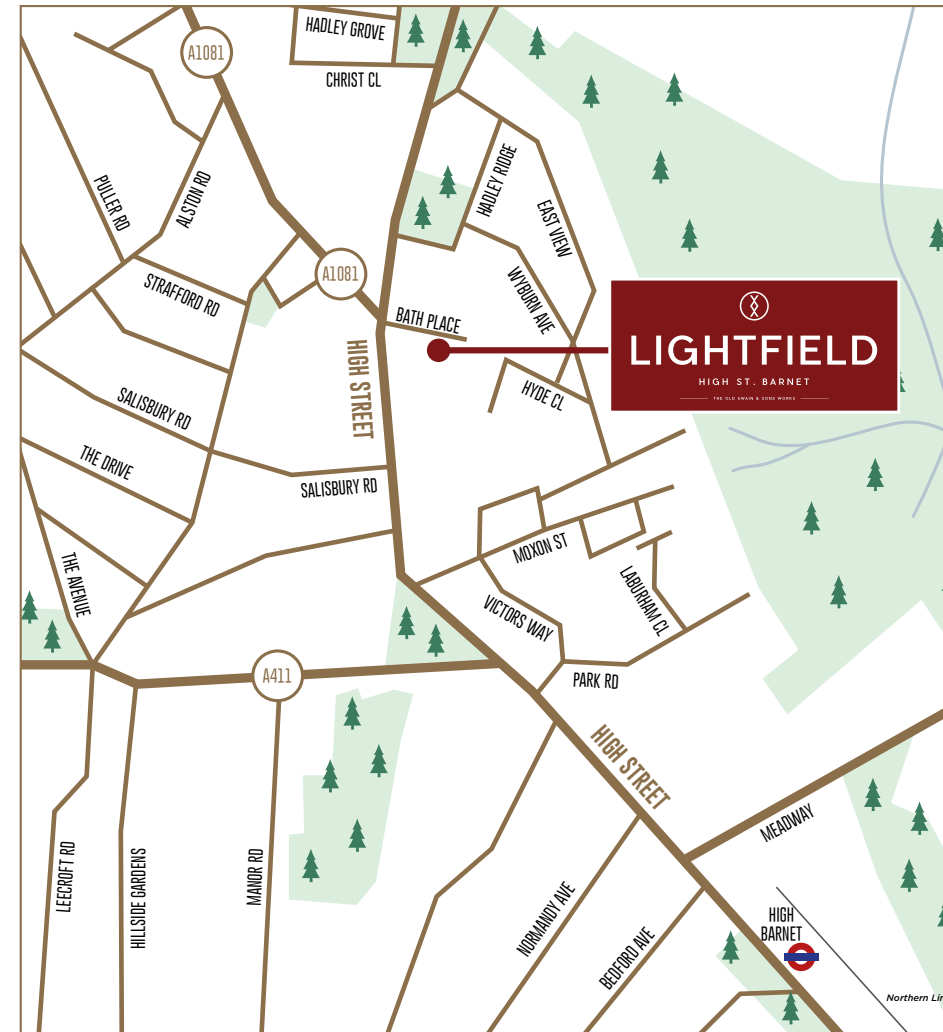 HADLEY GROVE
A1081
CHRIST CL
HADLEY RIDGE
PULLER RD
ALSTON RD
EAST VIEW
A1081
STRAFFORD RD
WYBURN AVE
BATH PLACE
LIGHTFIELD
HIGH ST. BARNET
THE OLD SWAIN & SONS WORKS
HIGH STREET
HYDE CL
SALISBURY RD
THE DRIVE
SALISBURY RD
MOXON ST
THE AVENUE
LABURHAM CL
VICTORS WAY
A411
PARK RD
HIGH STREET
MEADWAY
LEECROFT RD
HILLSIDE GARDENS
MANOR RD
NORMANDY AVE
BEDFORD AVE
HIGH
BARNET
Northern Lin